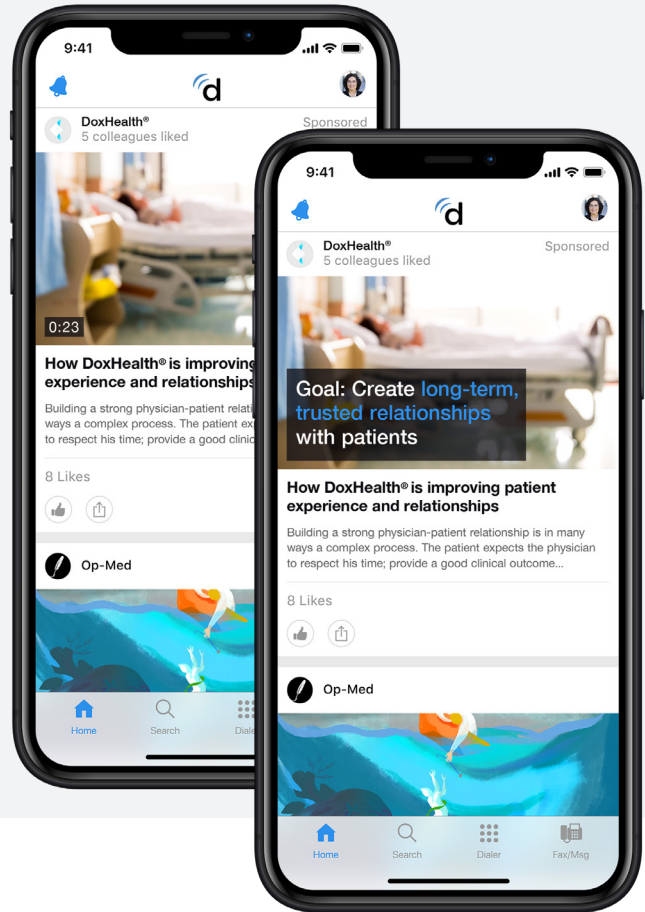 9:41
d
DoxHealth®
Sponsored
5 colleagues liked
0:23
How DoxHealth® is improving
experience and relationships
Building a strong physician-patient
ways a complex process. The patient
to respect his time; provide a good
8 Likes
Op-Med
Home
Search
9:41
d
DoxHealth®
Sponsored
5 colleagues liked
Goal: Create long-term,
trusted relationships
with patients
How DoxHealth® is improving patient
experience and relationships
Building a strong physician-patient relationship is in many
ways a complex process. The patient expects the physician
to respect his time; provide a good clinical outcome...
8 Likes
Op-Med
Home
Search
Dialer
Fax/Msg